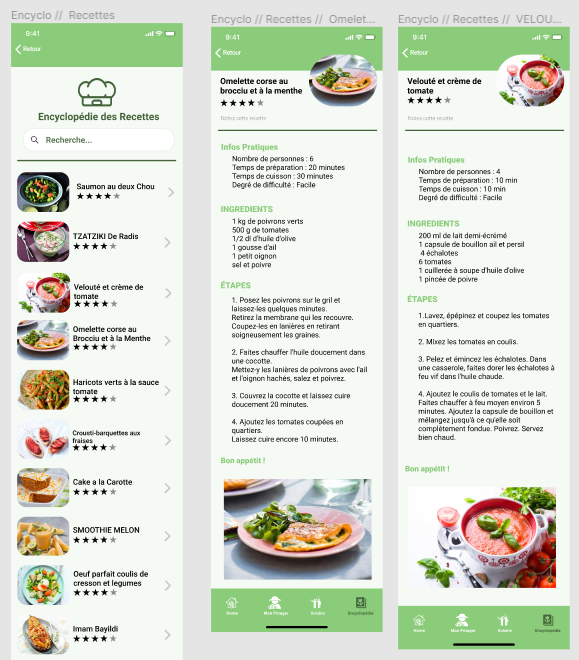 Encyclo // Recettes
9:41
Retour
Encyclopédie des Recettes
Recherche...
Saumon au deux Chou
TZATZIKI De Radis
Velouté et crème de
tomate
Omelette corse au
Brocciu et à la Menthe
Haricots verts à la sauce
tomate
Crousti-barquettes aux
fraises
Cake a la Carotte
SMOOTHIE MELON
Oeuf parfait coulis de
cresson et legumes
Imam Bayildi
Encyclo // Recettes // Omelet...
9:41
Retour
Omelette corse au
brocciu et à la menthe
Notez cette recette
Infos Pratiques
Nombre de personnes : 6
Temps de préparation : 20 minutes
Temps de cuisson : 30 minutes
Degré de difficulté : Facile
INGREDIENTS
1 kg de poivrons verts
500 g de tomates
1/2 dl d'huile d'olive
1 gousse d'ail
1 petit oignon
sel et poivre
ÉTAPES
1. Posez les poivrons sur le gril et
laissez-les quelques minutes.
Retirez la membrane qui les recouvre.
Coupez-les en lanières en retirant
soigneusement les graines.
2. Faites chauffer l'huile doucement dans
une cocotte.
Mettez-y les lanières de poivrons avec l'ail
et l'oignon hachés, salez et poivrez.
3. Couvrez la cocotte et laissez cuire
doucement 20 minutes.
4. Ajoutez les tomates coupées en
quartiers.
Laissez cuire encore 10 minutes.
Bon appétit !
Home
Mon Potager
Voisins
Encyclopédie
Encyclo // Recettes // VELOU...
9:41
Retour
Velouté et crème de
tomate
Notez cette recette
Infos Pratiques
Nombre de personnes : 4
Temps de préparation : 10 min
Temps de cuisson : 10 min
Degré de difficulté : Facile
INGREDIENTS
200 ml de lait demi-écrémé
1 capsule de bouillon ail et persil
4 échalotes
6 tomates
1 cuillerée à soupe d'huile d'olive
1 pincée de poivre
ÉTAPES
1.Lavez, épépinez et coupez les tomates
en quartiers.
2. Mixez les tomates en coulis.
3. Pelez et émincez les échalotes. Dans
une casserole, faites dorer les échalotes à
feu vif dans l'huile chaude.
4. Ajoutez le coulis de tomates et le lait.
Faites chauffer à feu moyen environ 5
minutes. Ajoutez la capsule de bouillon et
mélangez jusqu'à ce qu'elle soit
complètement fondue. Poivrez. Servez
bien chaud.
Bon appétit !
Home
Mon Potager
Voisins
Encyclopédie